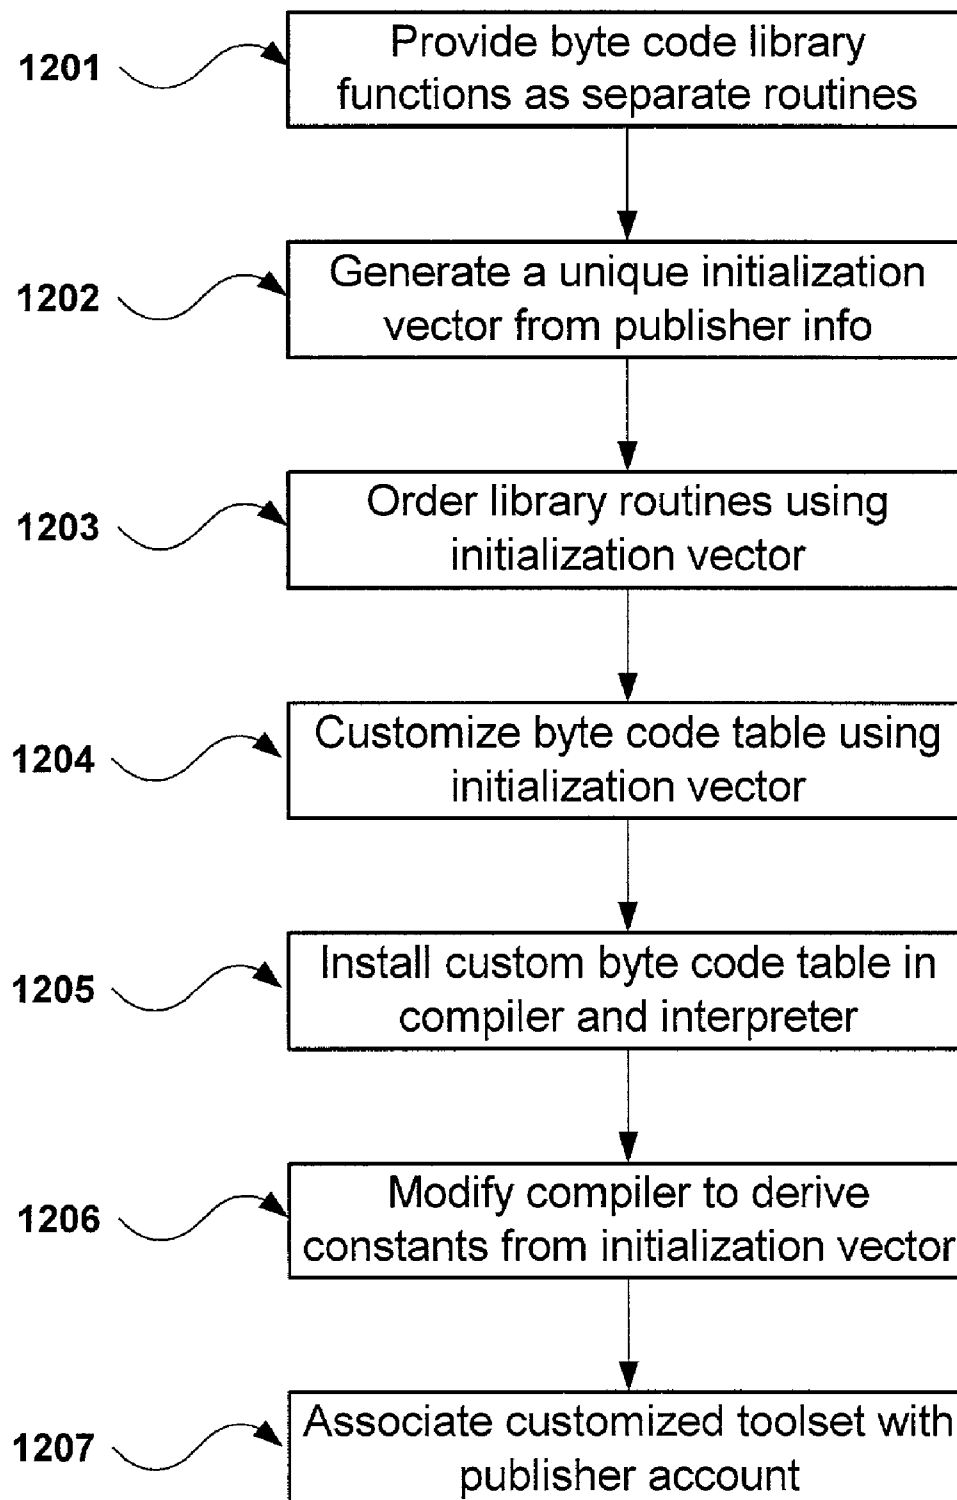 1201
Provide byte code library
functions as separate routines
1202
Generate a unique initialization
vector from publisher info
1203
Order library routines using
initialization vector
1204
Customize byte code table using
initialization vector
1205
Install custom byte code table in
compiler and interpreter
1206
Modify compiler to derive
constants from initialization vector
1207
Associate customized toolset with
publisher account